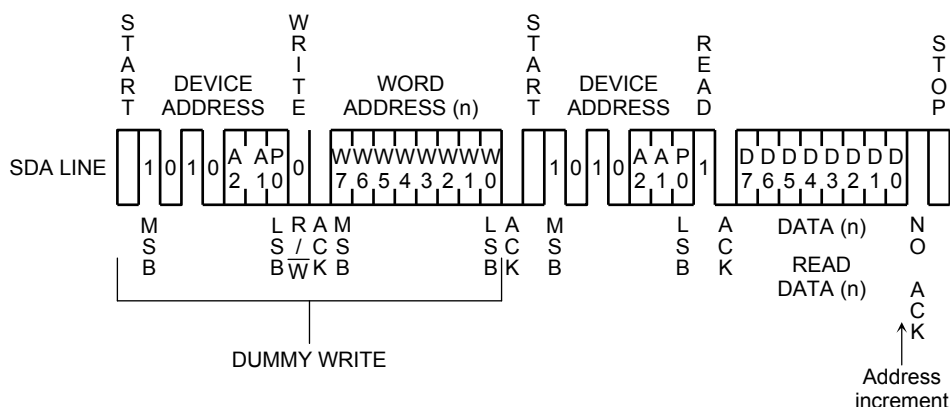 START
DEVICE
ADDRESS
WRITE
WORD
ADDRESS (n)
START
DEVICE
ADDRESS
READ
STOP
SDA LINE
1 0 1 0 A2 A1 P0 0 W7 W6 W5 W4 W3 W2 W1 W0 1 0 1 0 A2 A1 P0 1 D7 D6 D5 D4 D3 D2 D1 D0
MSB
LSB
R/W
ACK
MSB
LSB
ACK
MSB
LSB
ACK
DATA (n)
READ
DATA (n)
NO ACK
DUMMY WRITE
Address
increment